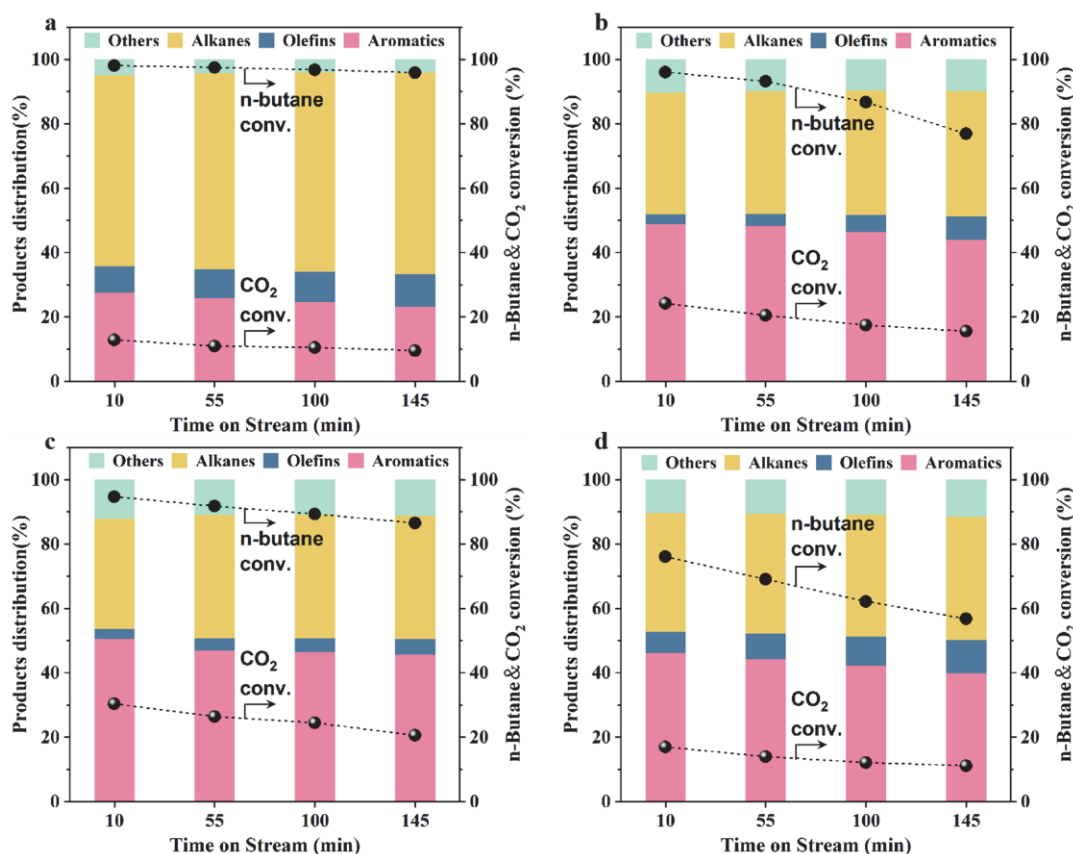 a
Others Alkanes Olefins Aromatics
100
80
60
40
20
0
Products distribution(%)
n-butane
conv.
CO2
conv.
100
80
60
40
20
0
n-Butane & CO2 conversion (%)
10 55 100 145
Time on Stream (min)
b
Others Alkanes Olefins Aromatics
100
80
60
40
20
0
Products distribution(%)
n-butane
conv.
CO2
conv.
100
80
60
40
20
0
n-Butane & CO, conversion (%)
10 55 100 145
Time on Stream (min)
c
Others Alkanes Olefins Aromatics
100
80
60
40
20
0
Products distribution(%)
n-butane
conv.
CO2
conv.
100
80
60
40
20
0
n-Butane & CO2 conversion (%)
10 55 100 145
Time on Stream (min)
d
Others Alkanes Olefins Aromatics
100
80
60
40
20
0
Products distribution(%)
n-butane
conv.
CO2
conv.
100
80
60
40
20
0
n-Butane & CO, conversion (%)
10 55 100 145
Time on Stream (min)